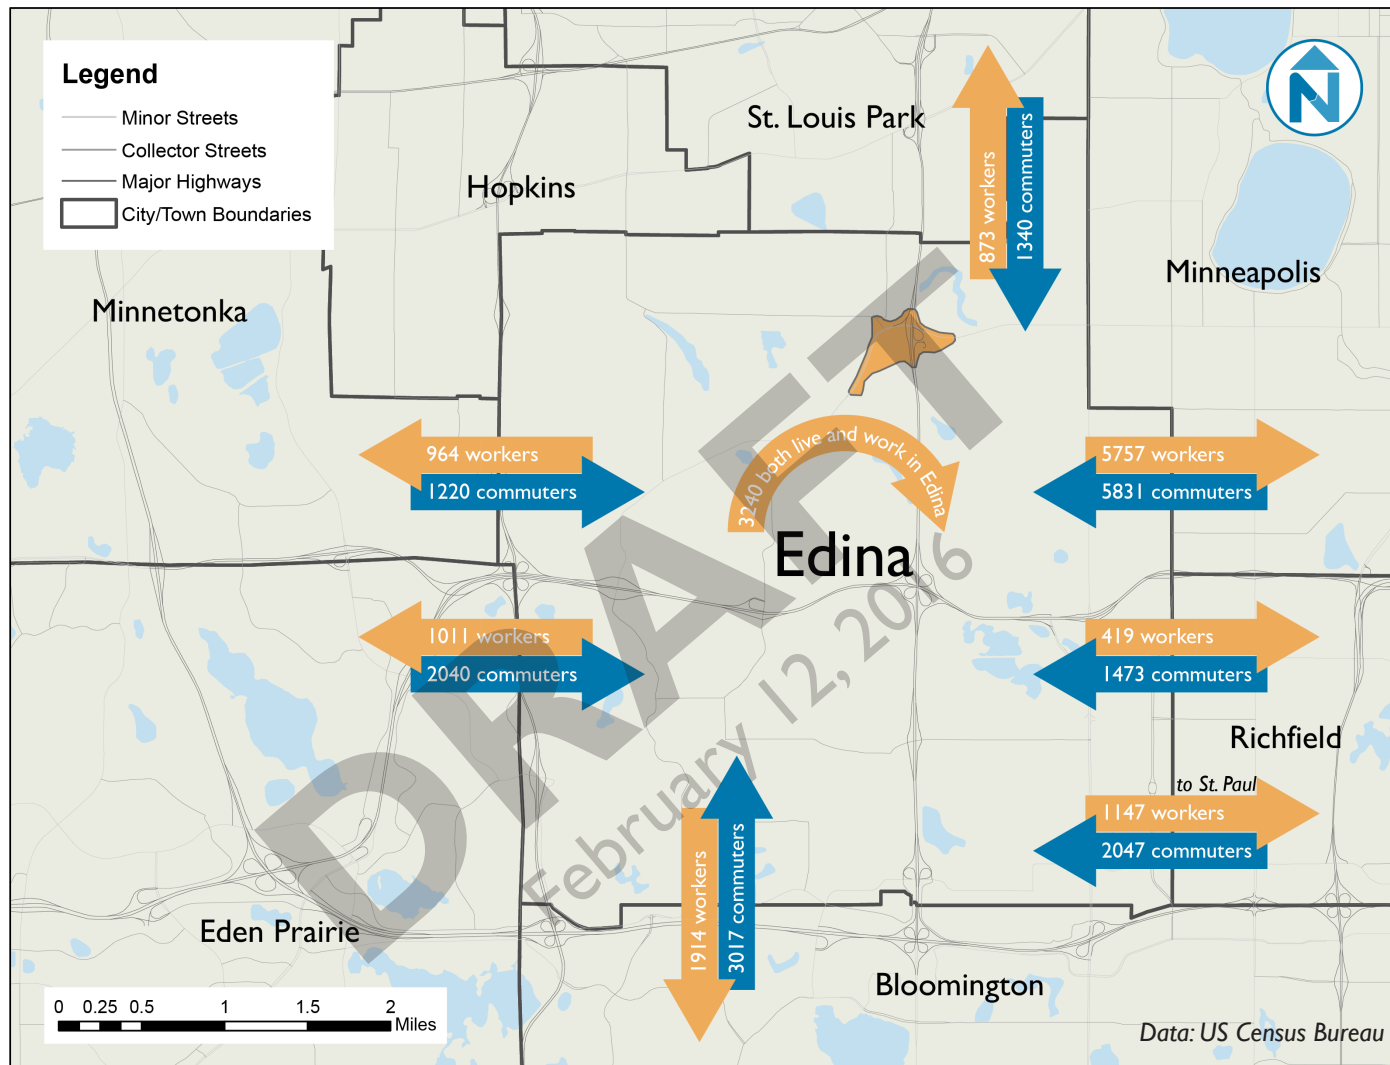 Legend
Minor Streets
Collector Streets
Major Highways
City/Town Boundaries
N
St. Louis Park
Hopkins
Minnetonka
Minneapolis
873 workers
1340 commuters
964 workers
1220 commuters
3240 both live and work in Edina
5757 workers
5831 commuters
Edina
1011 workers
2040 commuters
419 workers
1473 commuters
Richfield
to St. Paul
1147 workers
2047 commuters
1914 workers
3017 commuters
Eden Prairie
Bloomington
DRAFT
February 12, 2016
0 0.25 0.5 1 1.5 2
Miles
Data: US Census Bureau